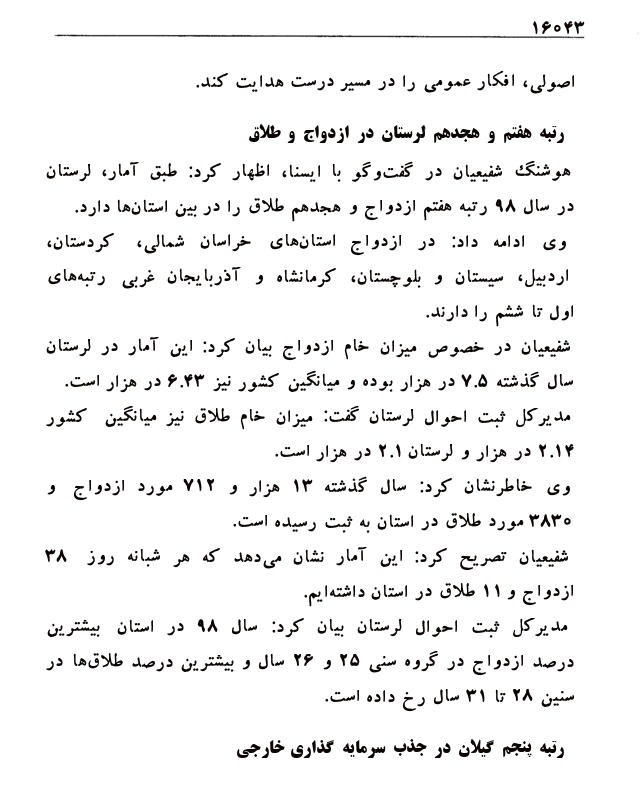 ۱۶۰۴۳
اصولی، افکار عمومی را در مسیر درست هدایت کند.
رتبه هفتم و هجدهم لرستان در ازدواج و طلاق
هوشنگ شفیعیان در گفت‌وگو با ایسنا، اظهار کرد: طبق آمار، لرستان
در سال ۹۸ رتبه هفتم ازدواج و هجدهم طلاق را در بین استان‌ها دارد.
وی ادامه داد: در ازدواج استان‌های خراسان شمالی، کردستان،
اردبیل، سیستان و بلوچستان، کرمانشاه و آذربایجان غربی رتبه‌های
اول تا ششم را دارند.
شفیعیان در خصوص میزان خام ازدواج بیان کرد: این آمار در لرستان
سال گذشته ۷.۵ در هزار بوده و میانگین کشور نیز ۶.۴۳ در هزار است.
مدیرکل ثبت احوال لرستان گفت: میزان خام طلاق نیز میانگین کشور
۲.۱۴ در هزار و لرستان ۲.۱ در هزار است.
وی خاطرنشان کرد: سال گذشته ۱۳ هزار و ۷۱۲ مورد ازدواج و
۳۸۳۰ مورد طلاق در استان به ثبت رسیده است.
شفیعیان تصریح کرد: این آمار نشان می‌دهد که هر شبانه روز ۳۸
ازدواج و ۱۱ طلاق در استان داشته‌ایم.
مدیرکل ثبت احوال لرستان بیان کرد: سال ۹۸ در استان بیشترین
درصد ازدواج در گروه سنی ۲۵ و ۲۶ سال و بیشترین درصد طلاق‌ها در
سنین ۲۸ تا ۳۱ سال رخ داده است.
رتبه پنجم گیلان در جذب سرمایه گذاری خارجی